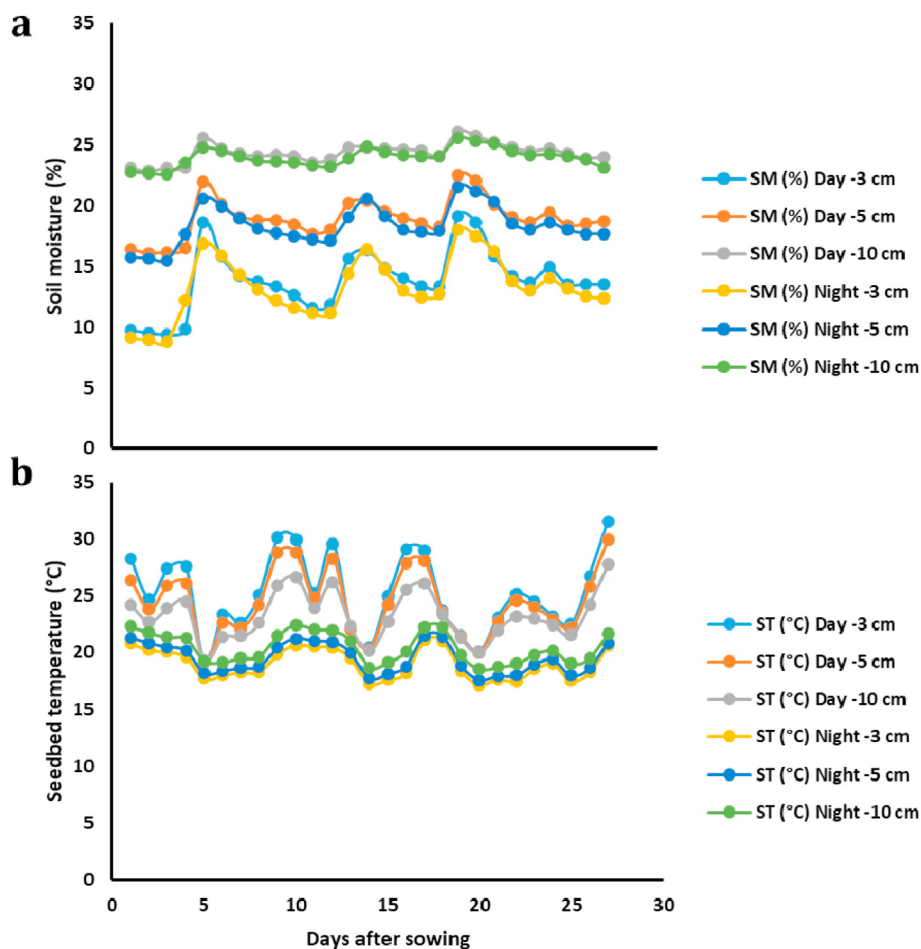 a
35
30
25
20
15
10
5
0
Soil moisture (%)
SM (%) Day -3 cm
SM (%) Day -5 cm
SM (%) Day -10 cm
SM (%) Night -3 cm
SM (%) Night -5 cm
SM (%) Night -10 cm
b
35
30
25
20
15
10
5
0
Seedbed temperature (°C)
0 5 10 15 20 25 30
Days after sowing
ST (°C) Day -3 cm
ST (°C) Day -5 cm
ST (°C) Day -10 cm
ST (°C) Night -3 cm
ST (°C) Night -5 cm
ST (°C) Night -10 cm